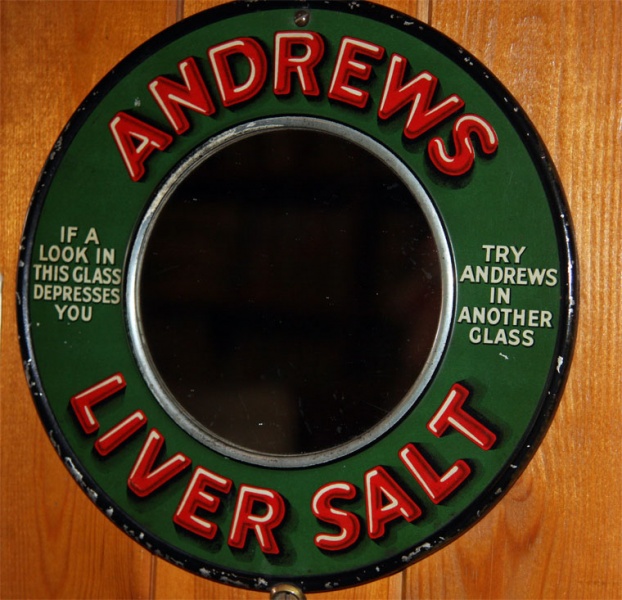 ANDREWS
IF A
LOOK IN
THIS GLASS
DEPRESSES
YOU
TRY
ANDREWS
IN
ANOTHER
GLASS
LIVER SALT